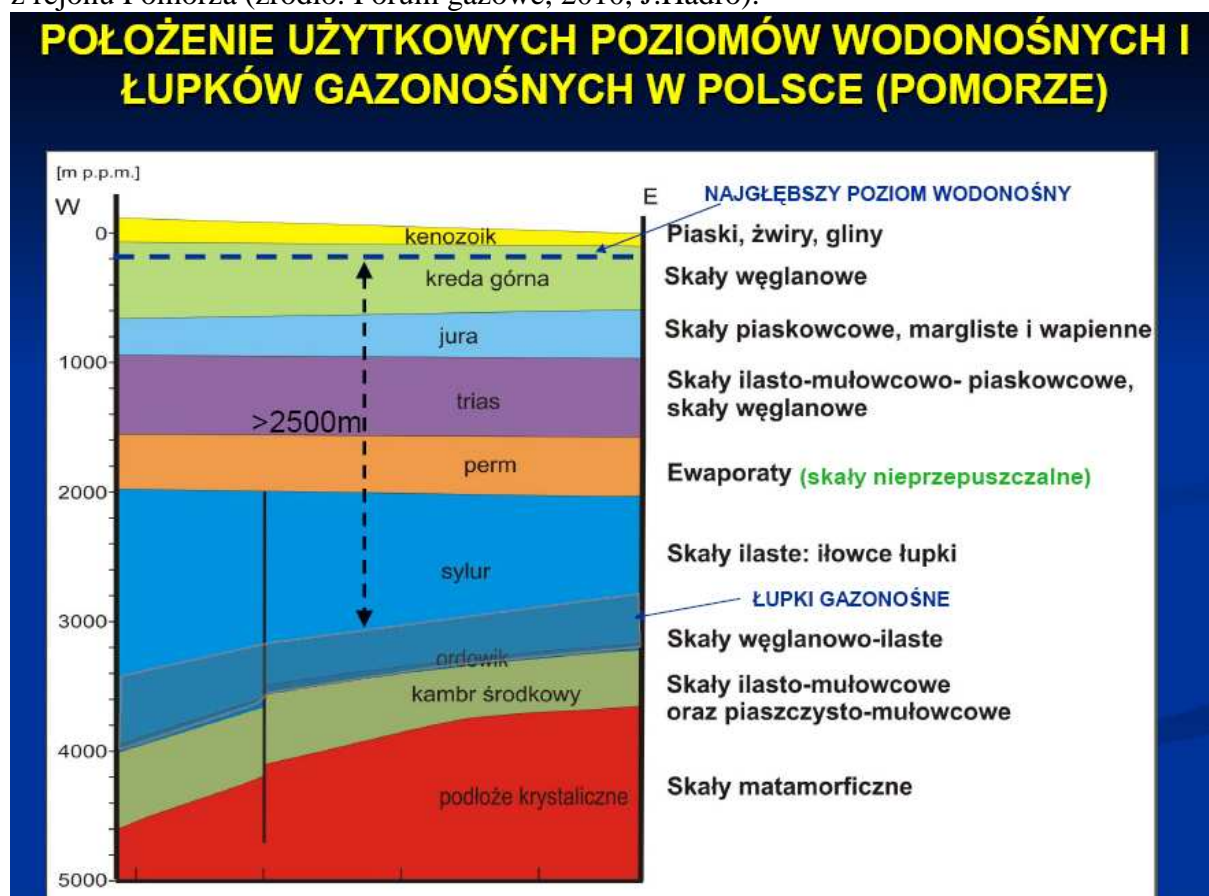 z rejonu Pomorza (źródło: Forum gazowe, 2010, J.Hadro).
POŁOŻENIE UŻYTKOWYCH POZIOMÓW WODONOŚNYCH I
ŁUPKÓW GAZONOŚNYCH W POLSCE (POMORZE)
[m p.p.m.]
W
E
NAJGŁĘBSZY POZIOM WODONOŚNY
0
kenozoik
Piaski, żwiry, gliny
kreda górna
Skały węglanowe
jura
Skały piaskowcowe, margliste i wapienne
1000
trias
Skały ilasto-mułowcowo- piaskowcowe,
skały węglanowe
>2500m
perm
Ewaporaty (skały nieprzepuszczalne)
2000
sylur
Skały ilaste: iłowce łupki
ŁUPKI GAZONOŚNE
3000
ordowik
Skały węglanowo-ilaste
kambr środkowy
Skały ilasto-mułowcowe
oraz piaszczysto-mułowcowe
4000
podłoże krystaliczne
Skały matamorficzne
5000